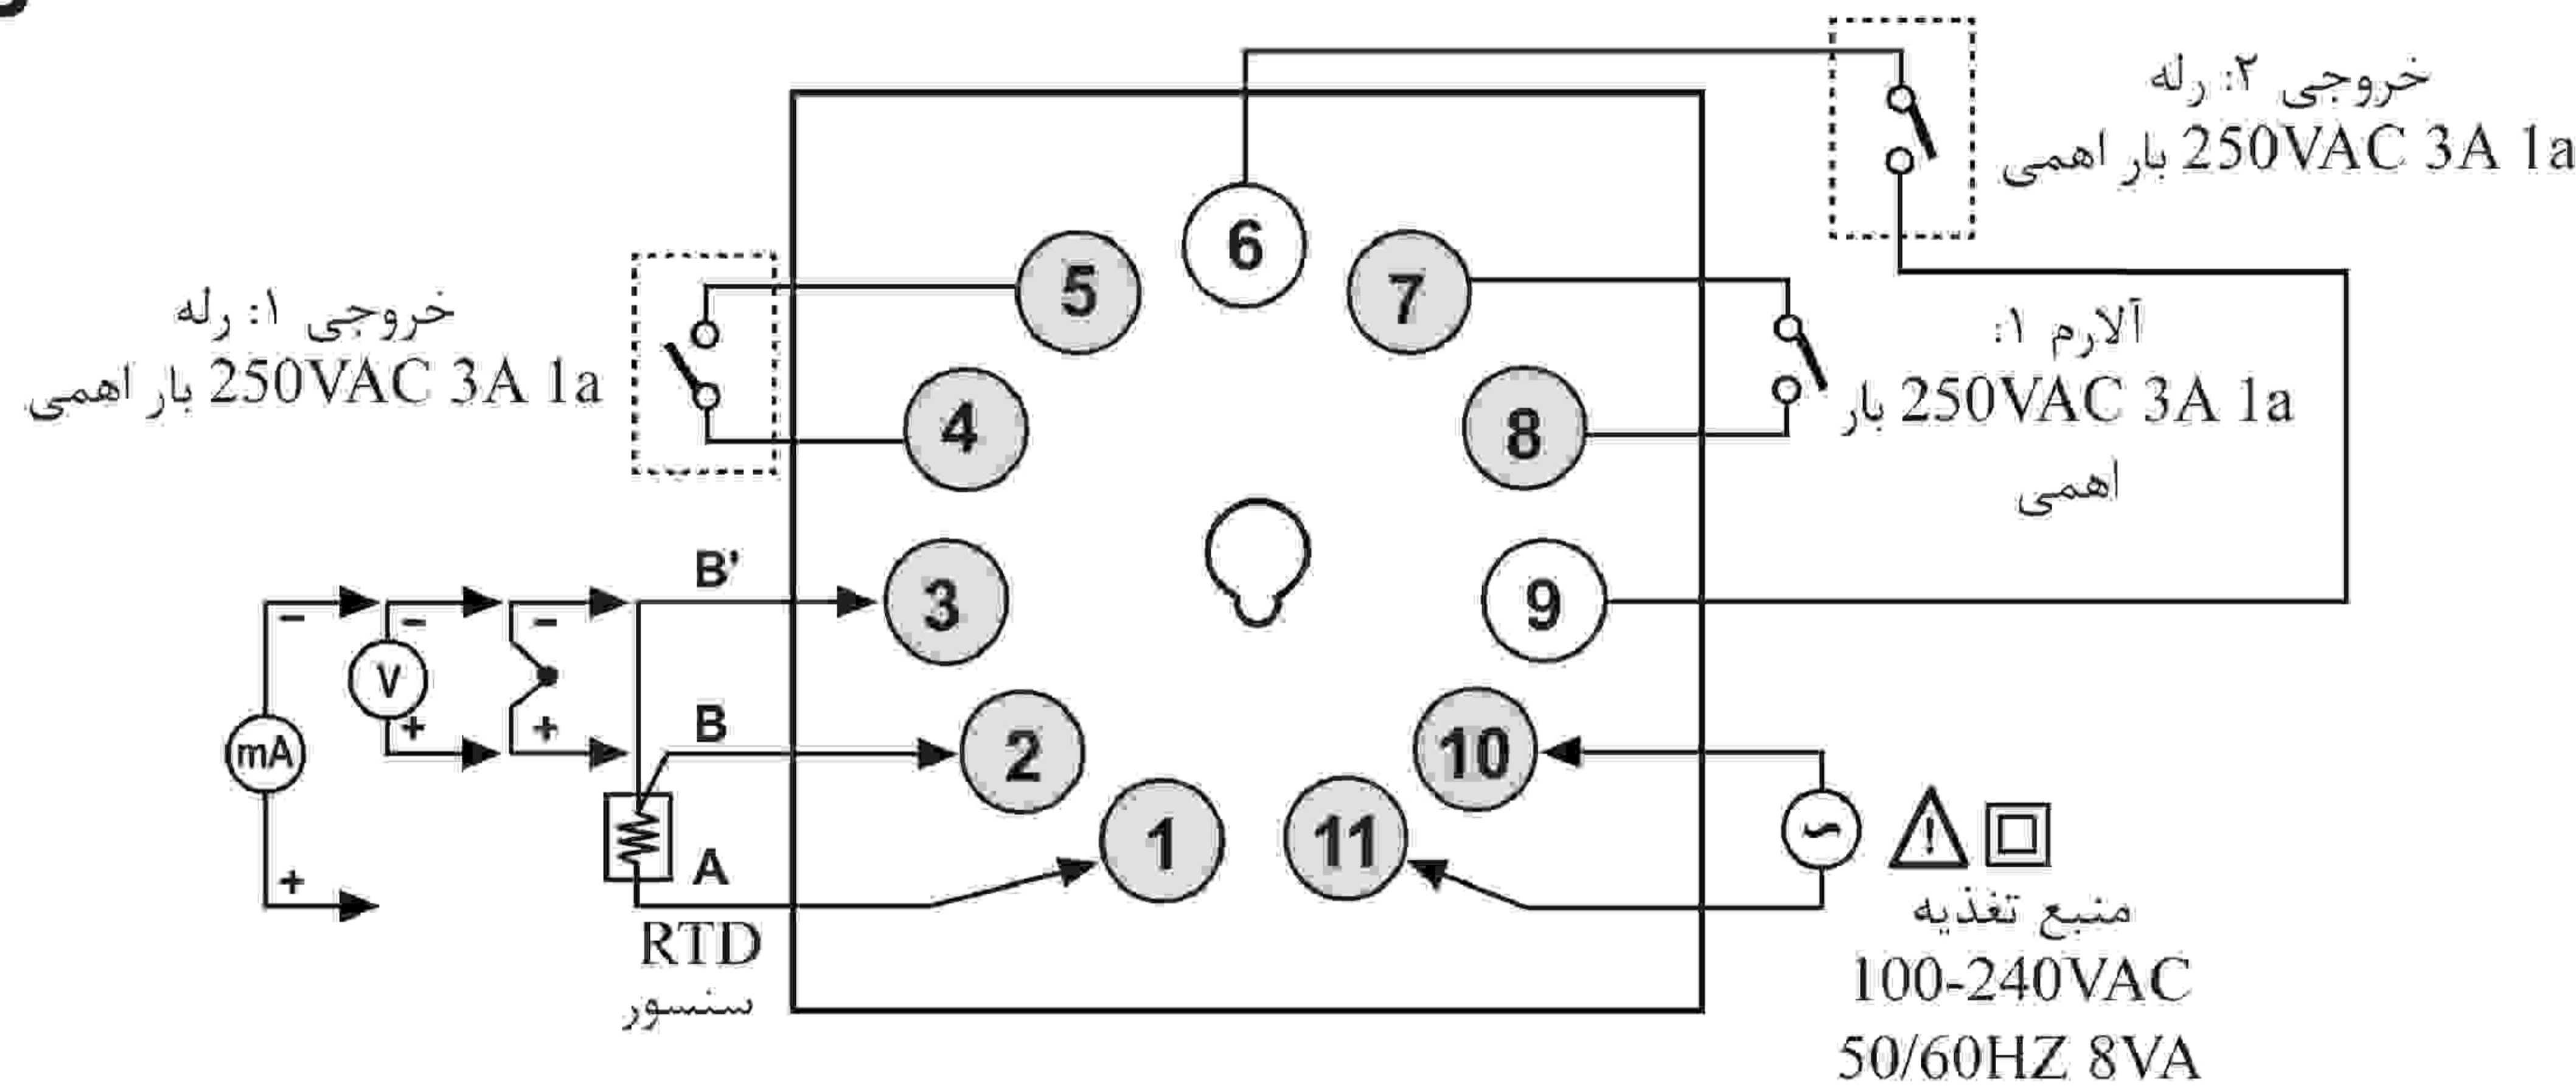 خروجی ۲: رله
250VAC 3A 1a بار اهمی
خروجی ۱: رله
250VAC 3A 1a بار اهمی
آلارم ۱:
250VAC 3A 1a بار
اهمی
6
5
7
4
8
3
9
2
10
1
11
B'
B
A
-
-
-
V
mA
+
+
+
RTD
سنسور
!
منبع تغذیه
100-240VAC
50/60HZ 8VA